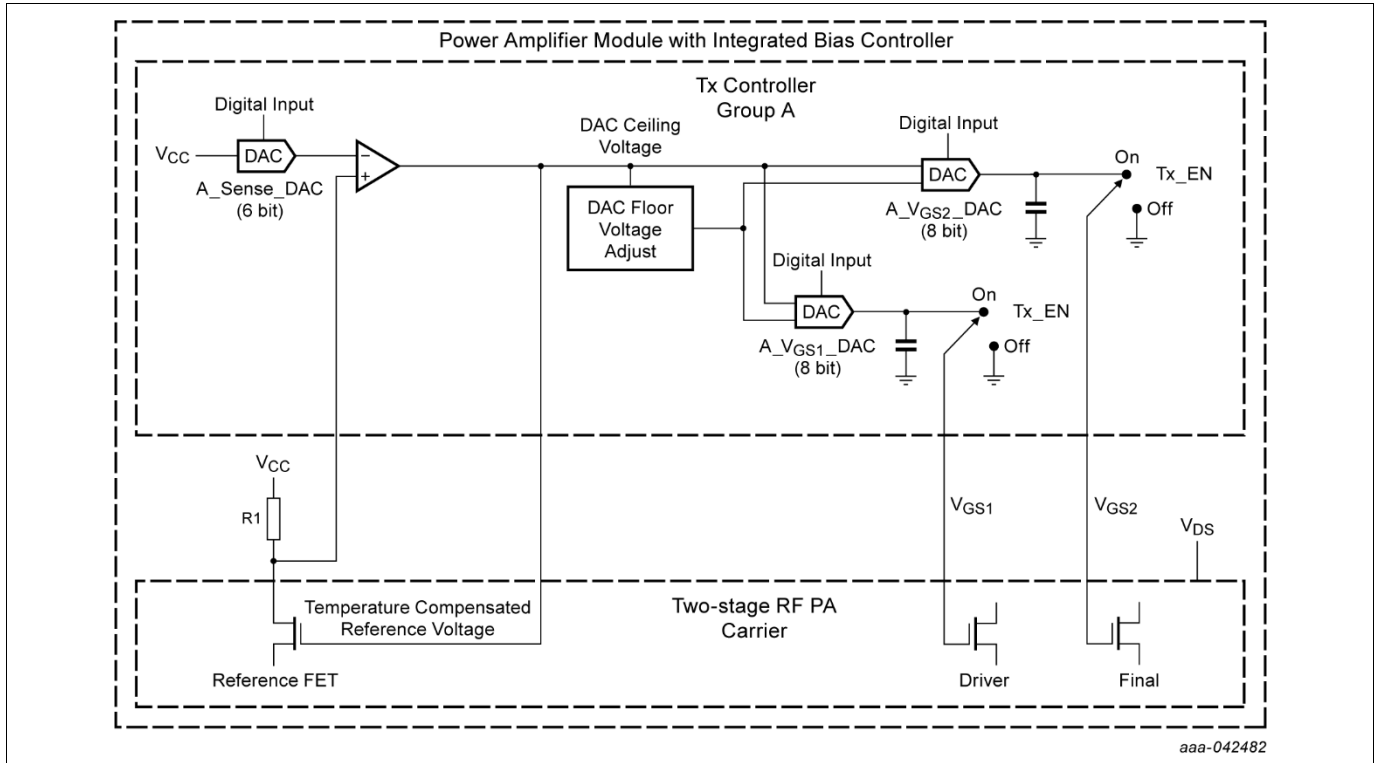 Power Amplifier Module with Integrated Bias Controller
Tx Controller
Group A
Digital Input
VCC
DAC
A_Sense_DAC
(6 bit)
−
+
DAC Ceiling
Voltage
DAC Floor
Voltage
Adjust
Digital Input
DAC
A_VGS2_DAC
(8 bit)
On
Tx_EN
Off
Digital Input
DAC
A_VGS1_DAC
(8 bit)
On
Tx_EN
Off
VCC
R1
VGS1
VGS2
VDS
Temperature Compensated
Reference Voltage
Reference FET
Two-stage RF PA
Carrier
Driver
Final
aaa-042482